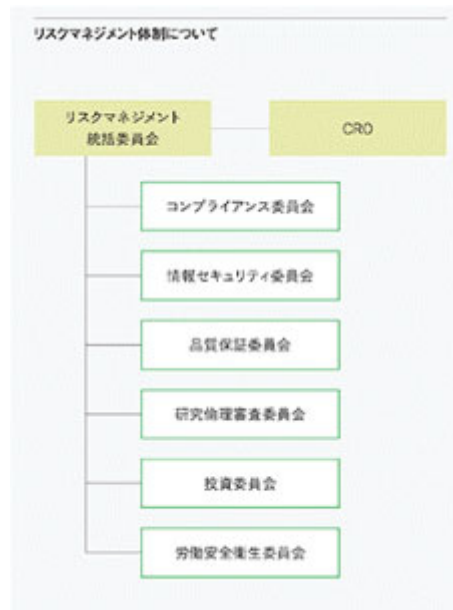 リスクマネジメント体制について
リスクマネジメント
統括委員会
CRO
コンプライアンス委員会
情報セキュリティ委員会
品質保証委員会
研究倫理審査委員会
投資委員会
労働安全衛生委員会